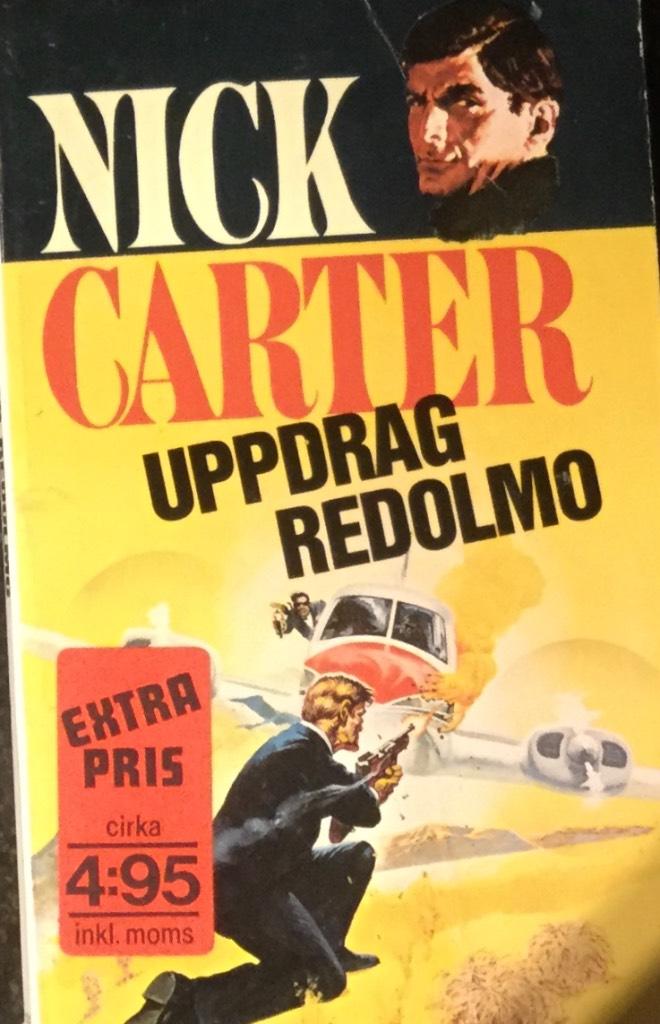 NICK
CARTER
UPPDRAG
REDOLMO
EXTRA
PRIS
cirka
4:95
inkl. moms